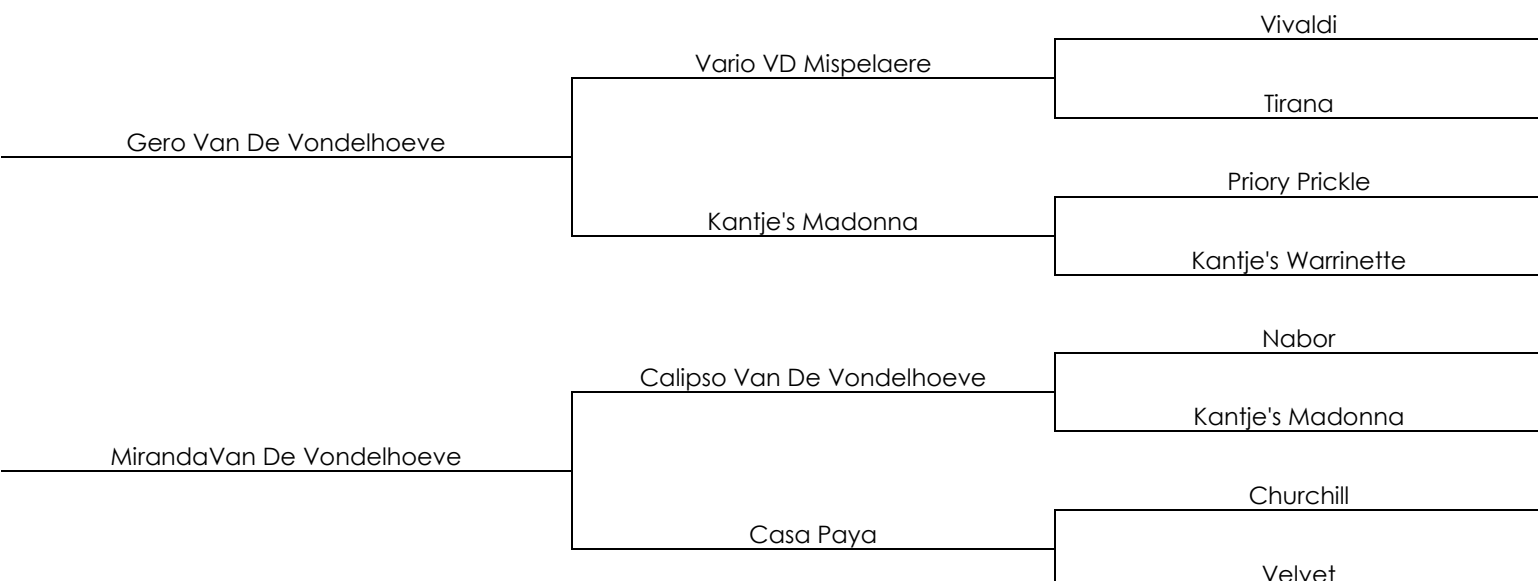 Vivaldi
Vario VD Mispelaere
Tirana
Gero Van De Vondelhoeve
Priory Prickle
Kantje's Madonna
Kantje's Warrinette
Nabor
Calipso Van De Vondelhoeve
Kantje's Madonna
MirandaVan De Vondelhoeve
Churchill
Casa Paya
Velvet